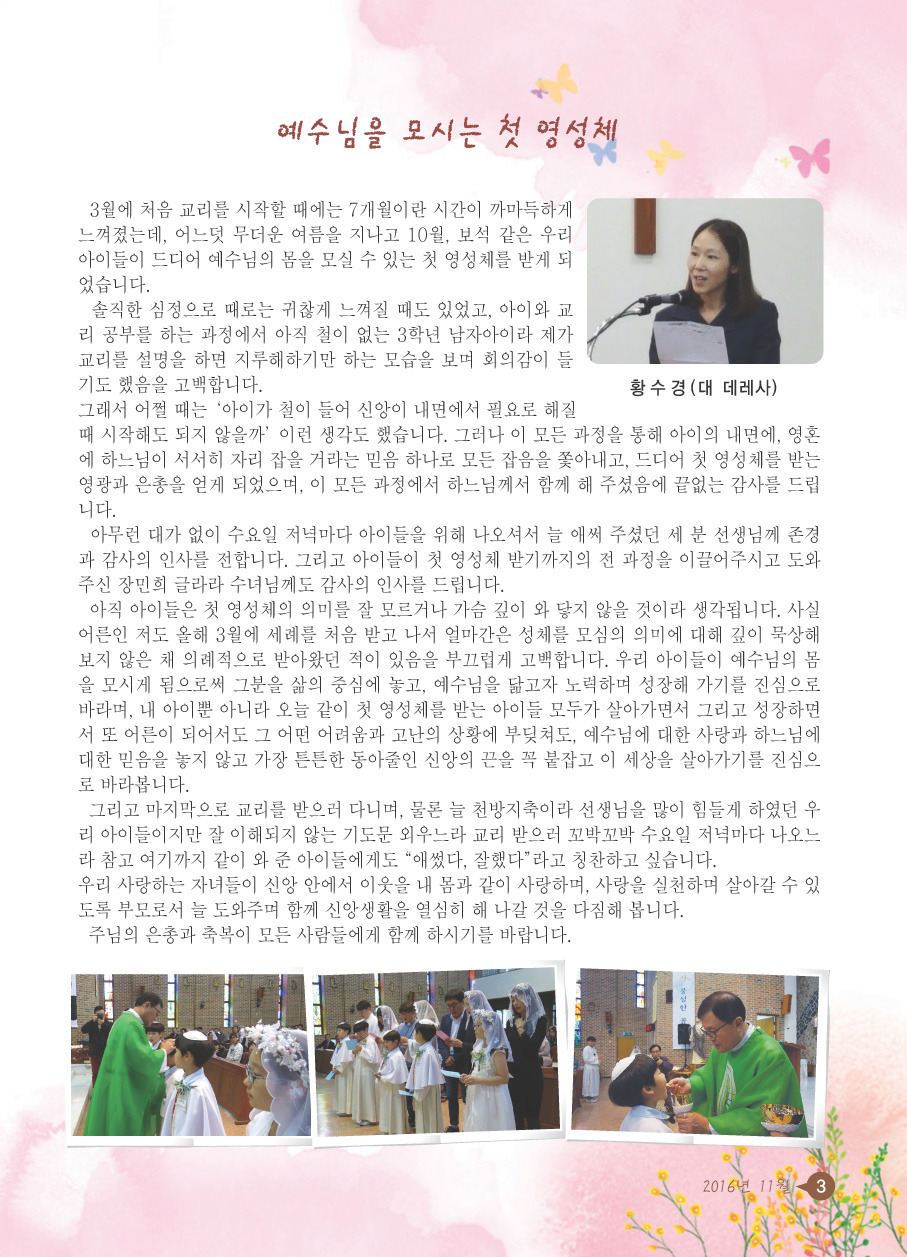 예수님을 모시는 첫 영성체
3월에 처음 교리를 시작할 때에는 7개월이란 시간이 까마득하게
느껴졌는데, 어느덧 무더운 여름을 지나고 10월, 보석 같은 우리
아이들이 드디어 예수님의 몸을 모실 수 있는 첫 영성체를 받게 되
었습니다.
솔직한 심정으로 때로는 귀찮게 느껴질 때도 있었고, 아이와 교
리 공부를 하는 과정에서 아직 철이 없는 3학년 남자아이라 제가
교리를 설명을 하면 지루해하기만 하는 모습을 보며 회의감이 들
기도 했음을 고백합니다.
황수경(대 데레사)
그래서 어쩔 때는 ‘아이가 철이 들어 신앙이 내면에서 필요로 해질
때 시작해도 되지 않을까’ 이런 생각도 했습니다. 그러나 이 모든 과정을 통해 아이의 내면에, 영혼
에 하느님이 서서히 자리 잡을 거라는 믿음 하나로 모든 잡음을 쫓아내고, 드디어 첫 영성체를 받는
영광과 은총을 얻게 되었으며, 이 모든 과정에서 하느님께서 함께 해 주셨음에 끝없는 감사를 드립
니다.
아무런 대가 없이 수요일 저녁마다 아이들을 위해 나오셔서 늘 애써 주셨던 세 분 선생님께 존경
과 감사의 인사를 전합니다. 그리고 아이들이 첫 영성체 받기까지의 전 과정을 이끌어주시고 도와
주신 장민희 글라라 수녀님께도 감사의 인사를 드립니다.
아직 아이들은 첫 영성체의 의미를 잘 모르거나 가슴 깊이 와 닿지 않을 것이라 생각됩니다. 사실
어른인 저도 올해 3월에 세례를 처음 받고 나서 얼마간은 성체를 모심의 의미에 대해 깊이 묵상해
보지 않은 채 의례적으로 받아왔던 적이 있음을 부끄럽게 고백합니다. 우리 아이들이 예수님의 몸
을 모시게 됨으로써 그분을 삶의 중심에 놓고, 예수님을 닮고자 노력하며 성장해 가기를 진심으로
바라며, 내 아이뿐 아니라 오늘 같이 첫 영성체를 받는 아이들 모두가 살아가면서 그리고 성장하면
서 또 어른이 되어서도 그 어떤 어려움과 고난의 상황에 부딪쳐도, 예수님에 대한 사랑과 하느님에
대한 믿음을 놓지 않고 가장 튼튼한 동아줄인 신앙의 끈을 꼭 붙잡고 이 세상을 살아가기를 진심으
로 바라봅니다.
그리고 마지막으로 교리를 받으러 다니며, 물론 늘 천방지축이라 선생님을 많이 힘들게 하였던 우
리 아이들이지만 잘 이해되지 않는 기도문 외우느라 교리 받으러 꼬박꼬박 수요일 저녁마다 나오느
라 참고 여기까지 같이 와 준 아이들에게도 “애썼다, 잘했다”라고 칭찬하고 싶습니다.
우리 사랑하는 자녀들이 신앙 안에서 이웃을 내 몸과 같이 사랑하며, 사랑을 실천하며 살아갈 수 있
도록 부모로서 늘 도와주며 함께 신앙생활을 열심히 해 나갈 것을 다짐해 봅니다.
주님의 은총과 축복이 모든 사람들에게 함께 하시기를 바랍니다.
2016년 11월 3